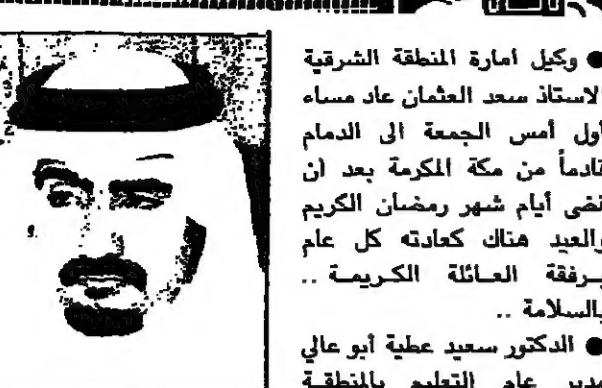 ● وكيل أمارة المنطقة الشرقية
لاستاذ سعد العثمان عاد مساء
أول أمس الجمعة الى الدمام
قادماً من مكة المكرمة بعد ان
قضى أيام شهر رمضان الكريم
والعيد هناك كعادته كل عام
برفقة العائلة الكريمة ..
بالسلامة ..
● الدكتور سعيد عطية أبو عالي
مدير عام التعليم بالمنطقة